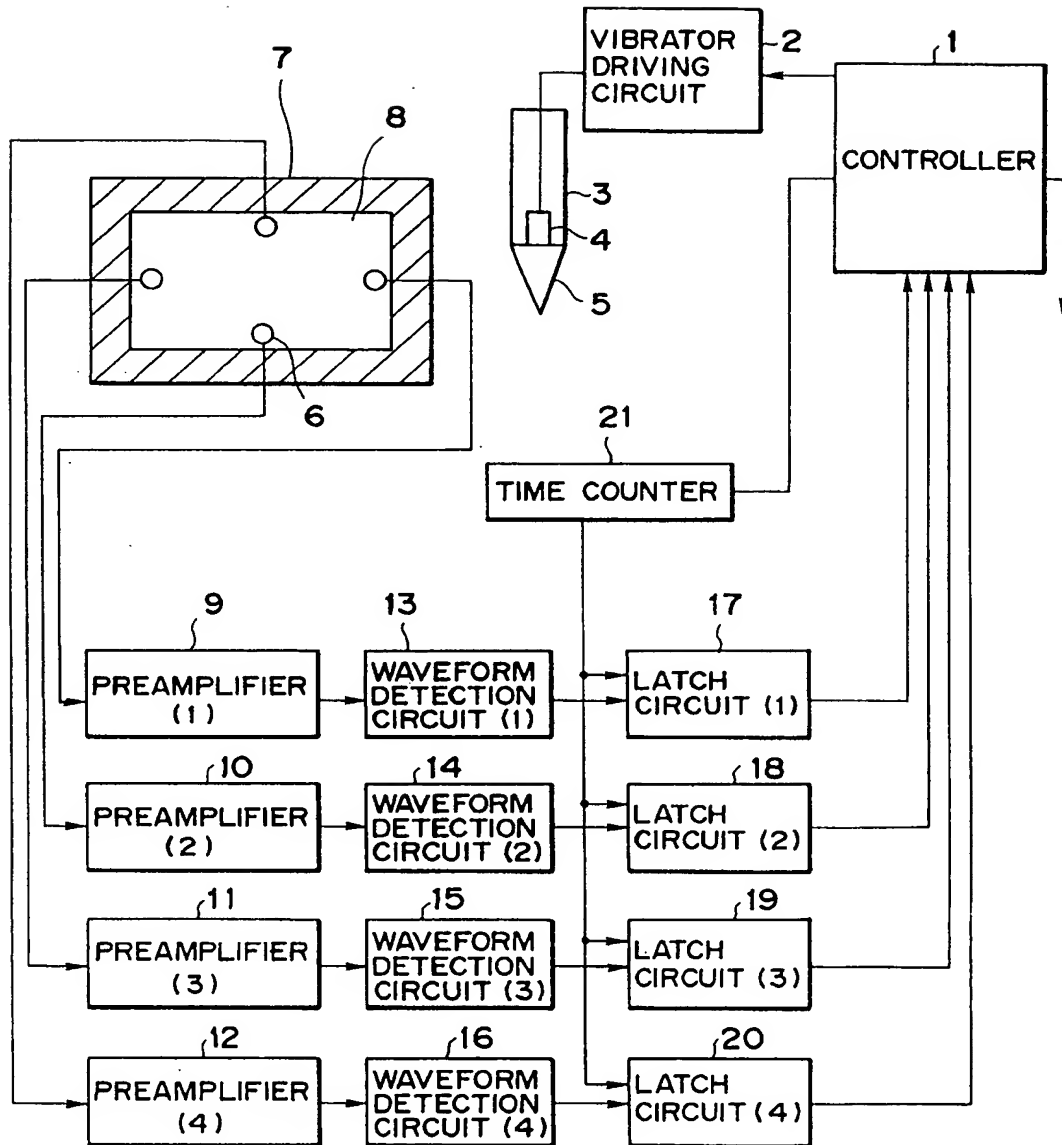 VIBRATOR
DRIVING
CIRCUIT
2
1
CONTROLLER
7
8
3
4
5
6
21
TIME COUNTER
9
PREAMPLIFIER
(1)
13
WAVEFORM
DETECTION
CIRCUIT (1)
17
LATCH
CIRCUIT (1)
10
PREAMPLIFIER
(2)
14
WAVEFORM
DETECTION
CIRCUIT (2)
18
LATCH
CIRCUIT (2)
11
PREAMPLIFIER
(3)
15
WAVEFORM
DETECTION
CIRCUIT (3)
19
LATCH
CIRCUIT (3)
12
PREAMPLIFIER
(4)
16
WAVEFORM
DETECTION
CIRCUIT (4)
20
LATCH
CIRCUIT (4)